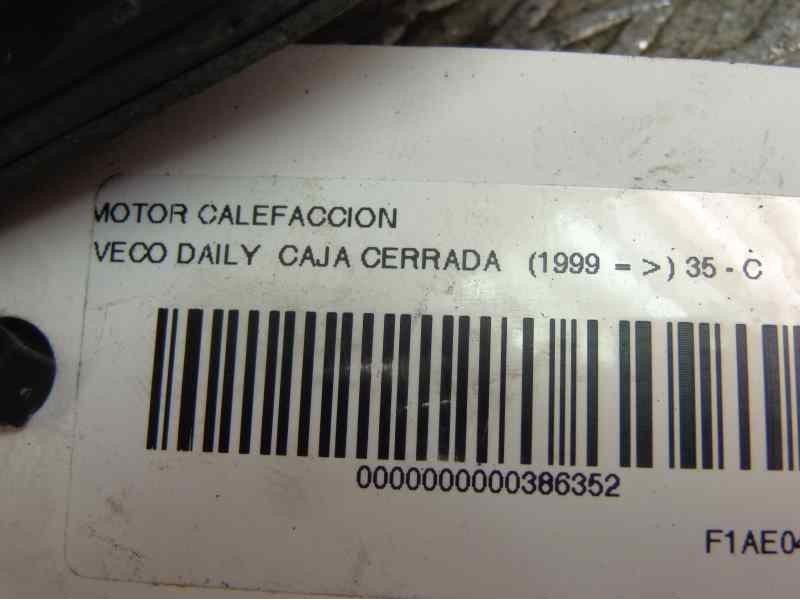 MOTOR CALEFACCION
VECO DAILY CAJA CERRADA (1999 = >) 35 - C
0000000000386352
F1AE04